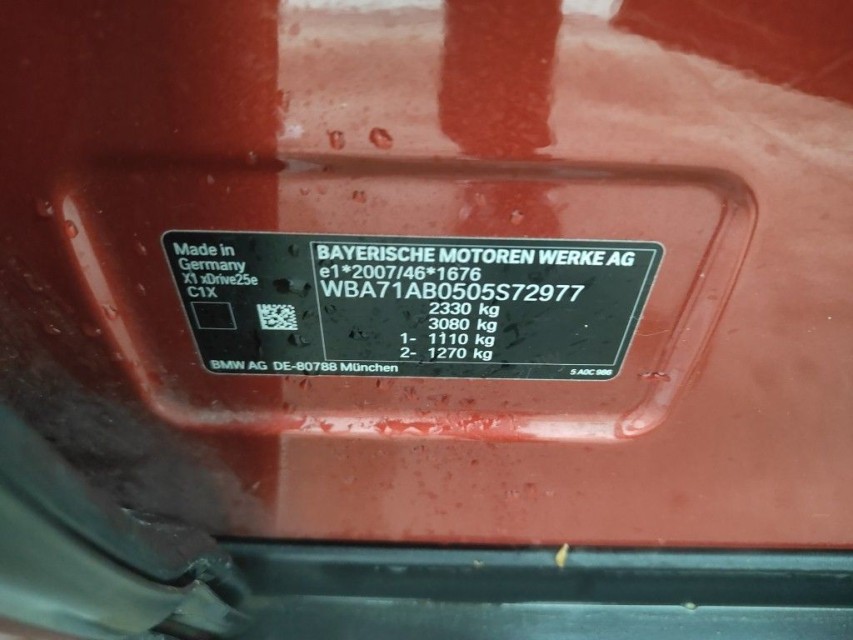 Made in
Germany
X1 xDrive25e
C1X
BAYERISCHE MOTOREN WERKE AG
e1*2007/46*1676
WBA71AB0505S72977
2330 kg
3080 kg
1- 1110 kg
2- 1270 kg
BMW AG DE-80788 München
5 A0C 986